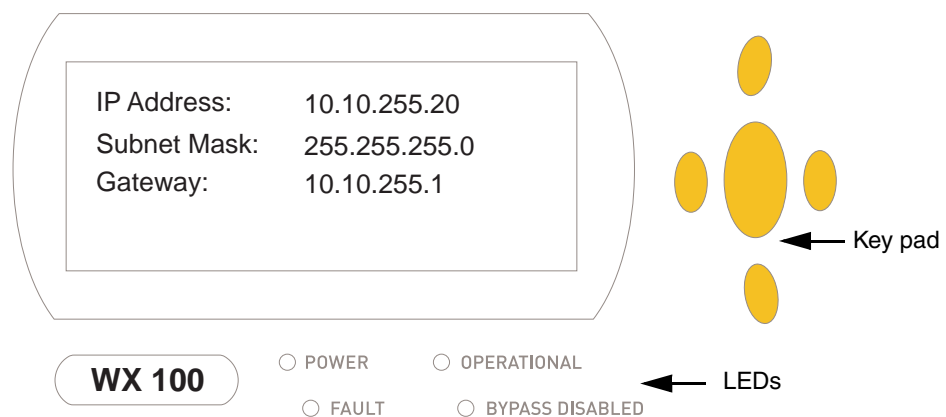 IP Address: 10.10.255.20
Subnet Mask: 255.255.255.0
Gateway: 10.10.255.1
Key pad
WX 100
POWER OPERATIONAL
LEDs
FAULT BYPASS DISABLED